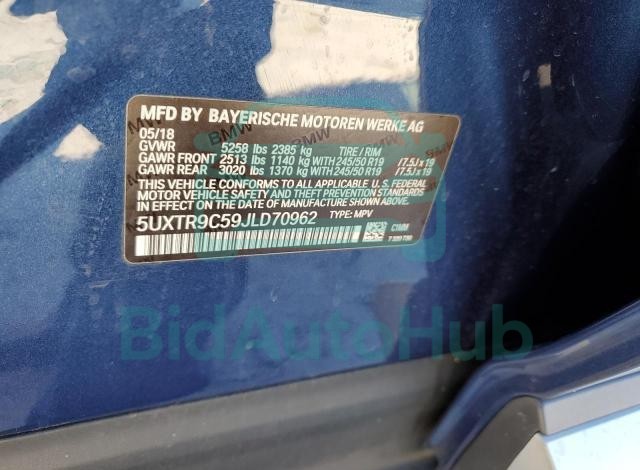 MFD BY BAYERISCHE MOTOREN WERKE AG
05/18
GVWR 5258 lbs 2385 kg TIRE / RIM
GAWR FRONT 2513 lbs 1140 kg WITH 245/50 R19 /7.5J x 19
GAWR REAR 3020 lbs 1370 kg WITH 245/50 R19 /7.5J x 19
THIS VEHICLE CONFORMS TO ALL APPLICABLE U.S. FEDERAL
MOTOR VEHICLE SAFETY AND THEFT PREVENTION STANDARDS
IN EFFECT ON THE DATE OF MANUFACTURE SHOWN ABOVE.
5UXTR9C59JLD70962 TYPE: MPV
C1MM
BidAutoHub